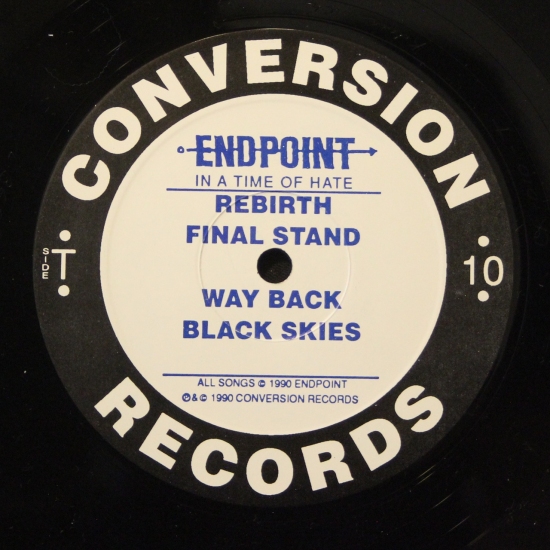 CONVERSION
ENDPOINT
IN A TIME OF HATE
REBIRTH
FINAL STAND
SIDE T
10
WAY BACK
BLACK SKIES
ALL SONGS © 1990 ENDPOINT
℗&© 1990 CONVERSION RECORDS
RECORDS